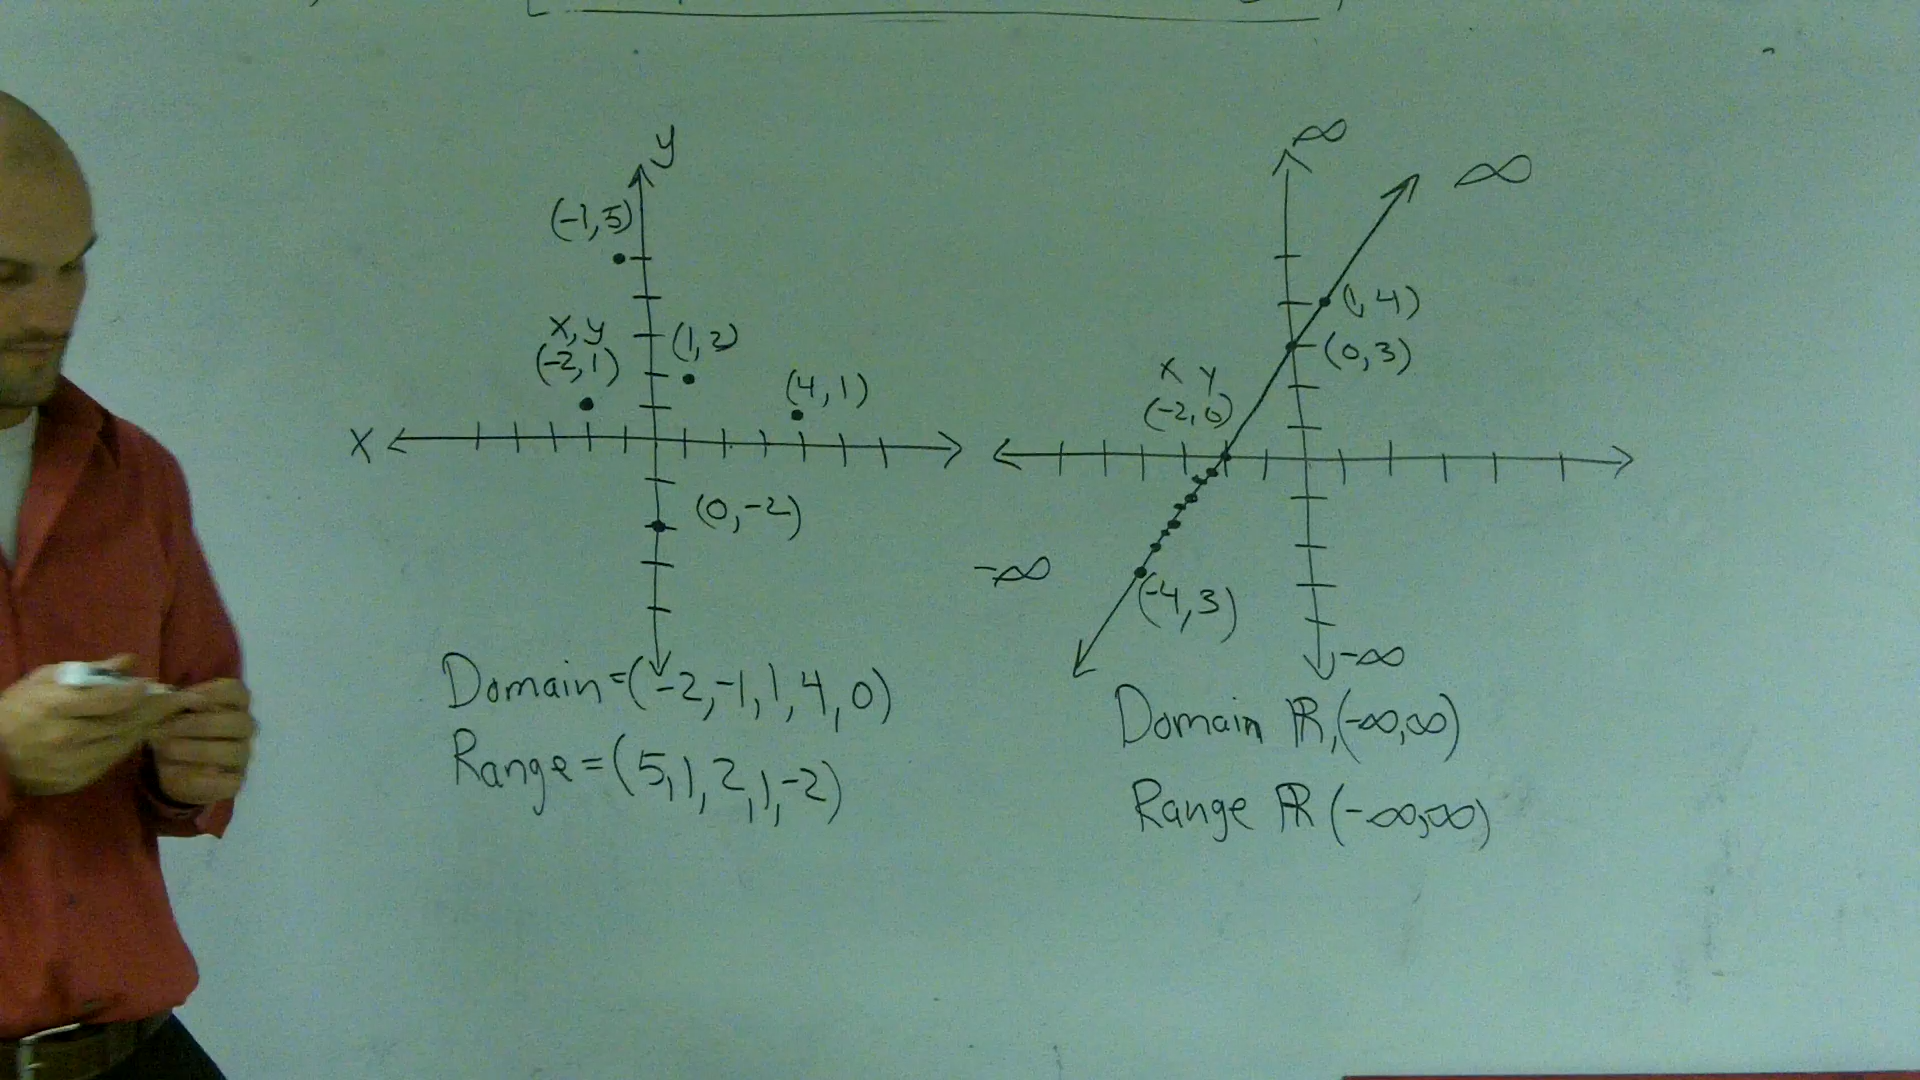 y
(-1,5)
x,y
(-2,1)
(1,2)
(4,1)
x
(0,-2)
Domain=(-2,-1,1,4,0)
Range=(5,1,2,1,-2)
∞
∞
(1,4)
(0,3)
x y
(-2,0)
-∞
(-4,3)
-∞
Domain ℝ,(-∞,∞)
Range ℝ(-∞,∞)